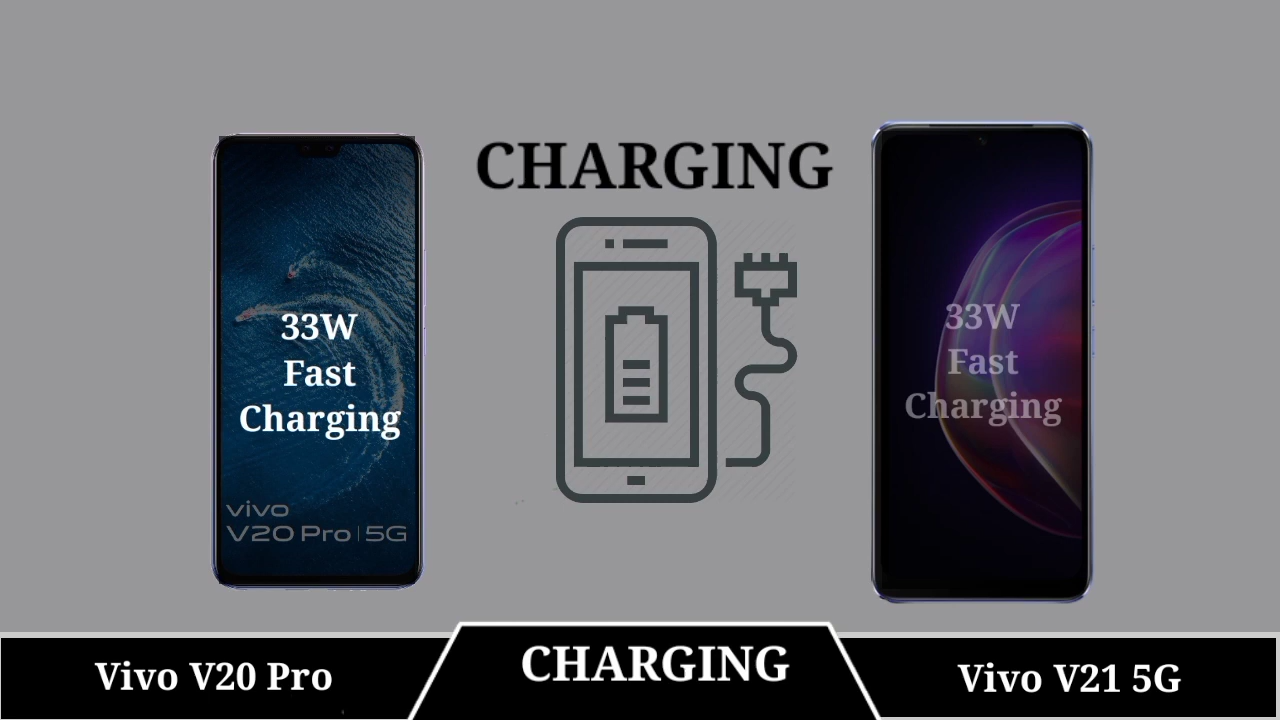 CHARGING
33W
Fast
Charging
vivo
V20 Pro | 5G
33W
Fast
Charging
Vivo V20 Pro
CHARGING
Vivo V21 5G